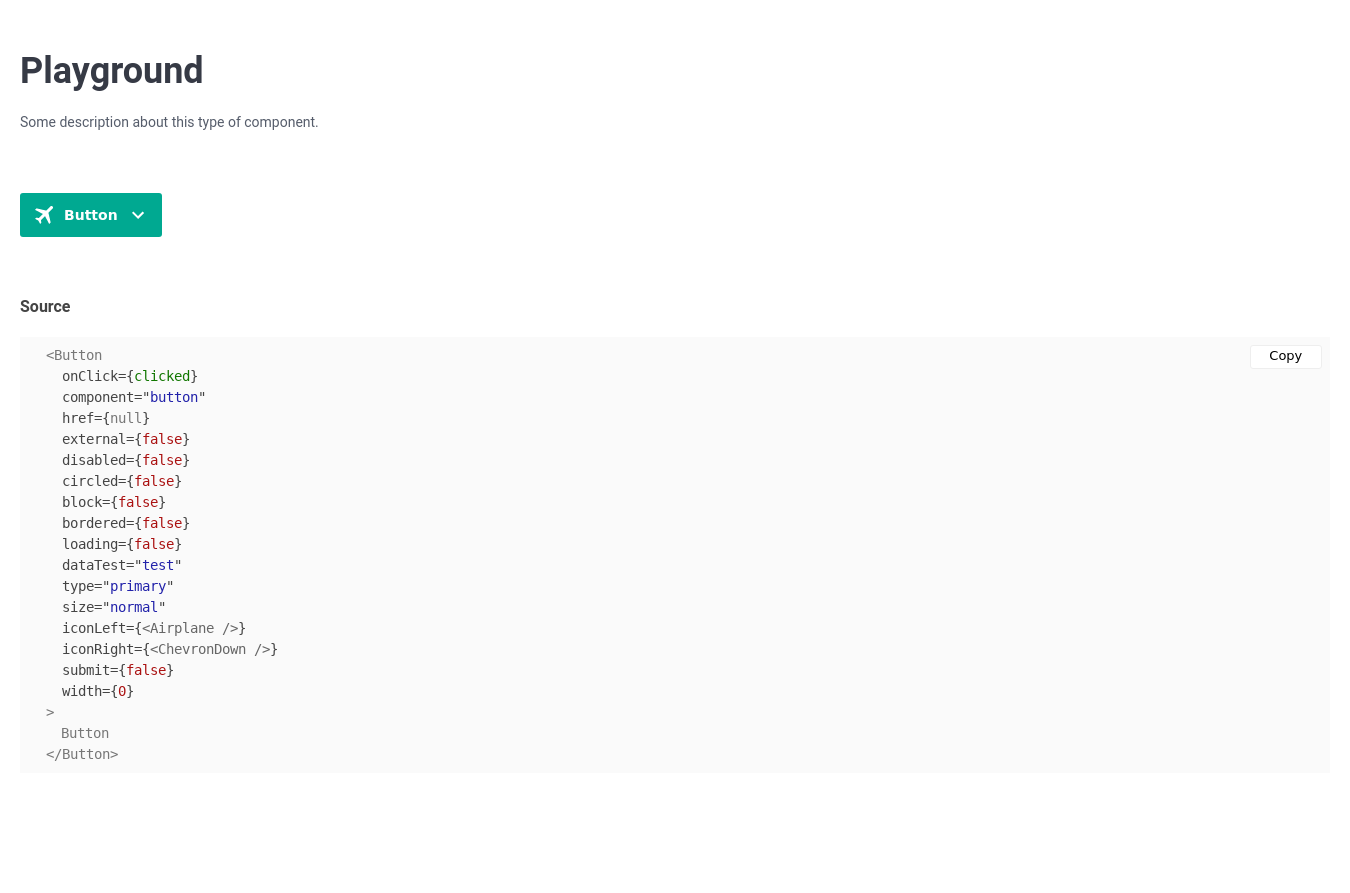 Playground
Some description about this type of component.
Button
Source
Copy
<Button
onClick={clicked}
component="button"
href={null}
external={false}
disabled={false}
circled={false}
block={false}
bordered={false}
loading={false}
dataTest="test"
type="primary"
size="normal"
iconLeft={<Airplane />}
iconRight={<ChevronDown />}
submit={false}
width={0}
>
Button
</Button>